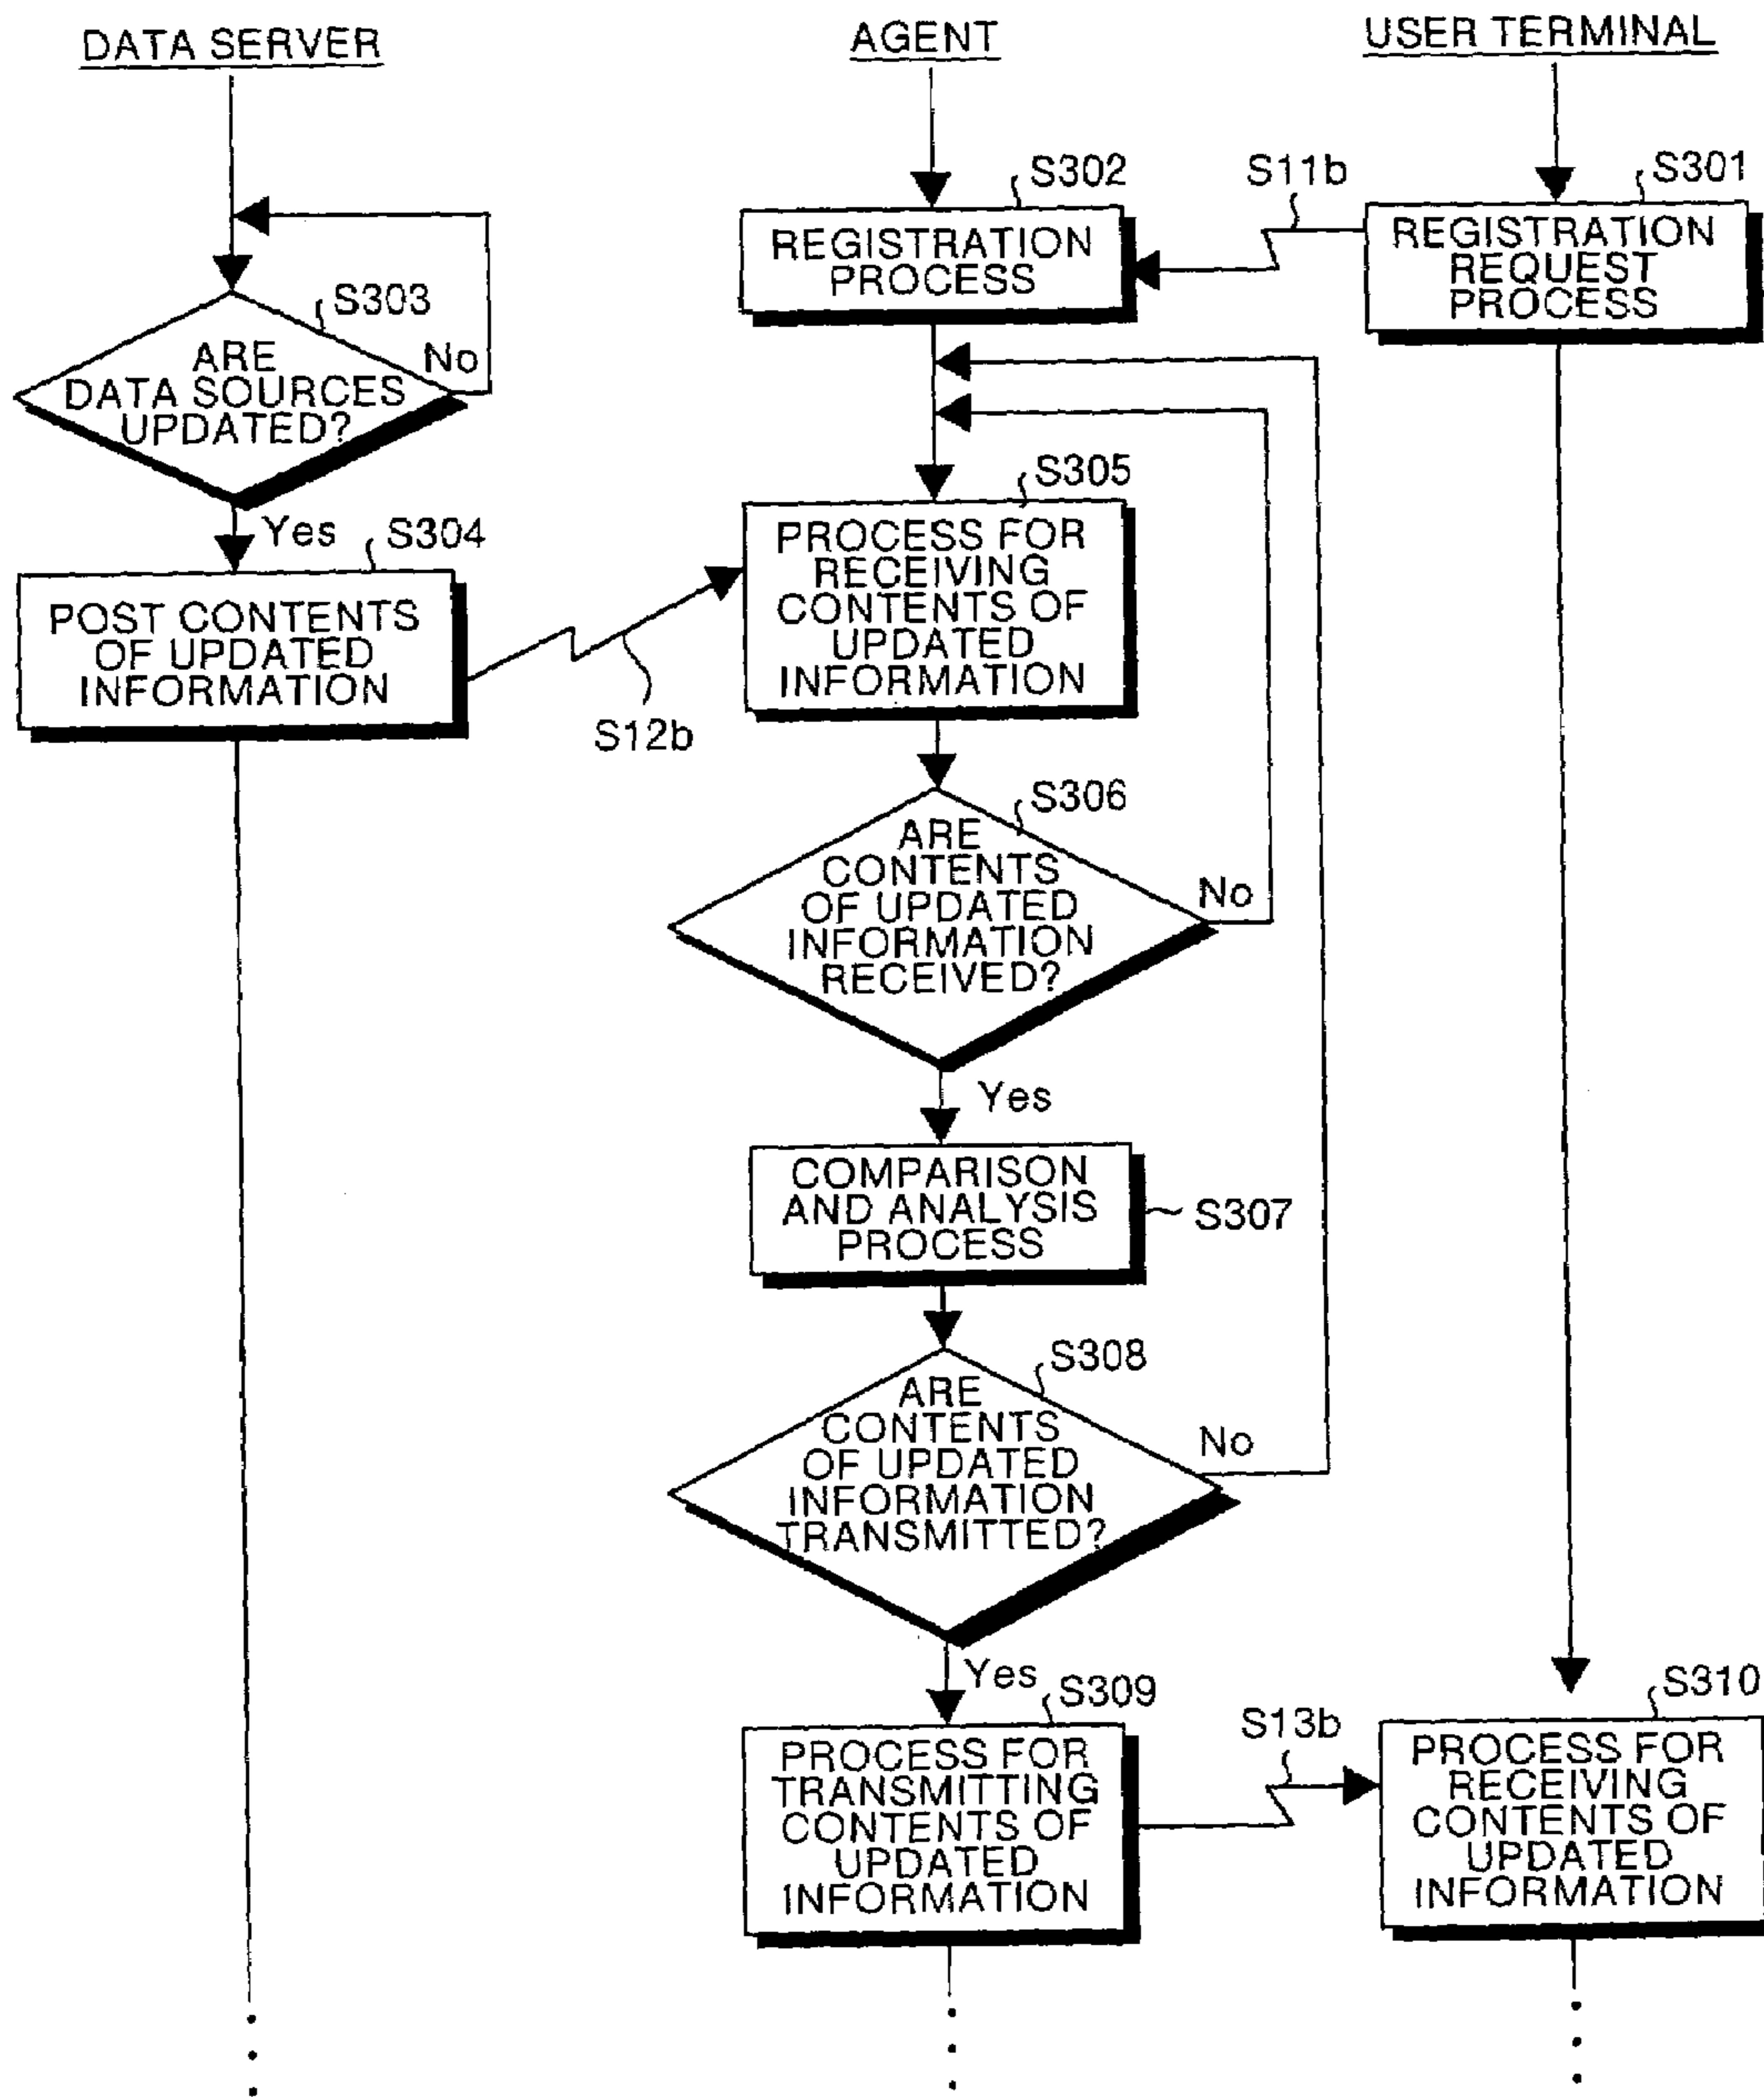 DATA SERVER
AGENT
USER TERMINAL
S302
S11b
S301
REGISTRATION
PROCESS
REGISTRATION
REQUEST
PROCESS
S303
ARE
DATA SOURCES
UPDATED?
No
Yes
S304
POST CONTENTS
OF UPDATED
INFORMATION
S12b
S305
PROCESS FOR
RECEIVING
CONTENTS OF
UPDATED
INFORMATION
S306
ARE
CONTENTS
OF UPDATED
INFORMATION
RECEIVED?
No
Yes
COMPARISON
AND ANALYSIS
PROCESS
S307
S308
ARE
CONTENTS
OF UPDATED
INFORMATION
TRANSMITTED?
No
Yes
S309
PROCESS FOR
TRANSMITTING
CONTENTS OF
UPDATED
INFORMATION
S13b
S310
PROCESS FOR
RECEIVING
CONTENTS OF
UPDATED
INFORMATION